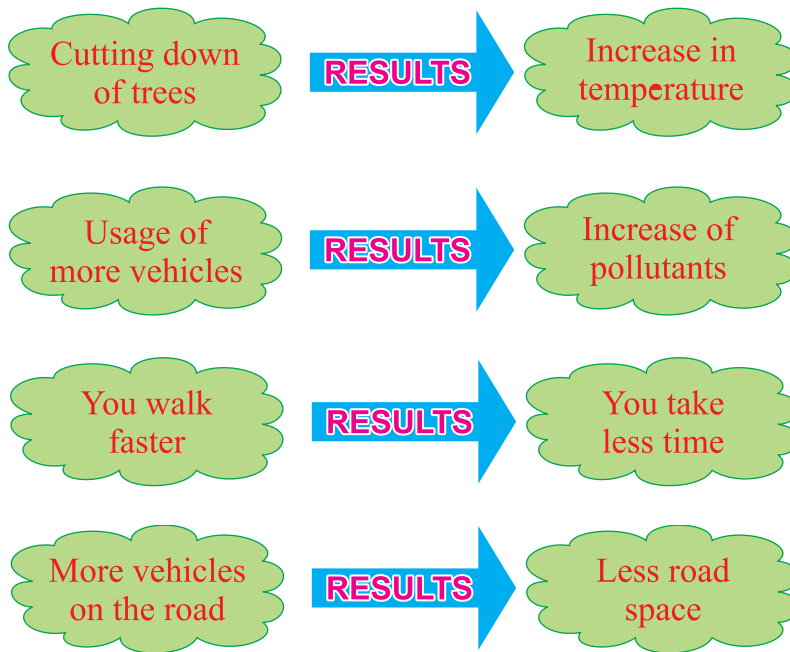 Cutting down
of trees
RESULTS
Increase in
temperature
Usage of
more vehicles
RESULTS
Increase of
pollutants
You walk
faster
RESULTS
You take
less time
More vehicles
on the road
RESULTS
Less road
space